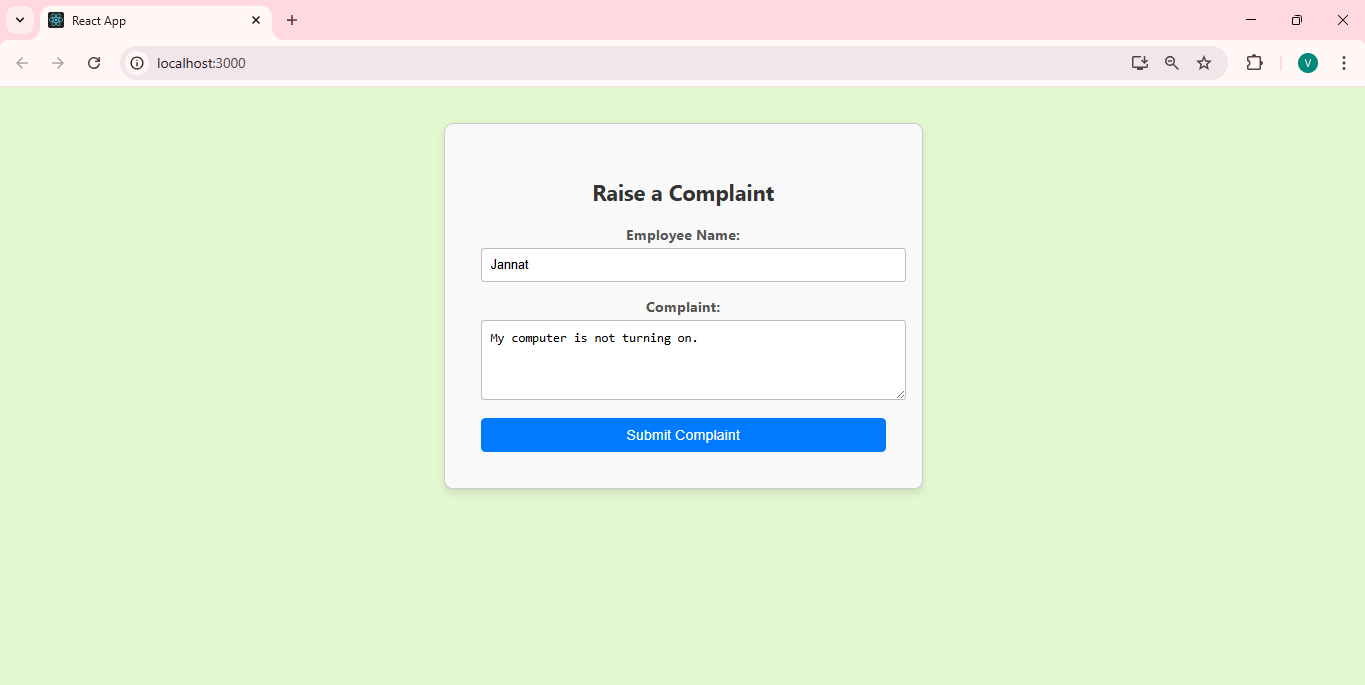 React App
localhost:3000
V
Raise a Complaint
Employee Name:
Jannat
Complaint:
My computer is not turning on.
Submit Complaint